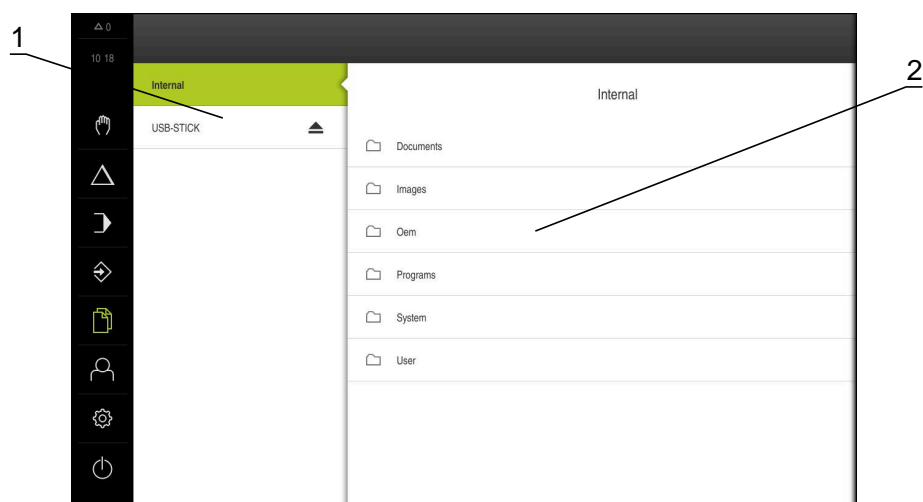 1
2
0
10 18
Internal
Internal
USB-STICK
Documents
Images
Oem
Programs
System
User